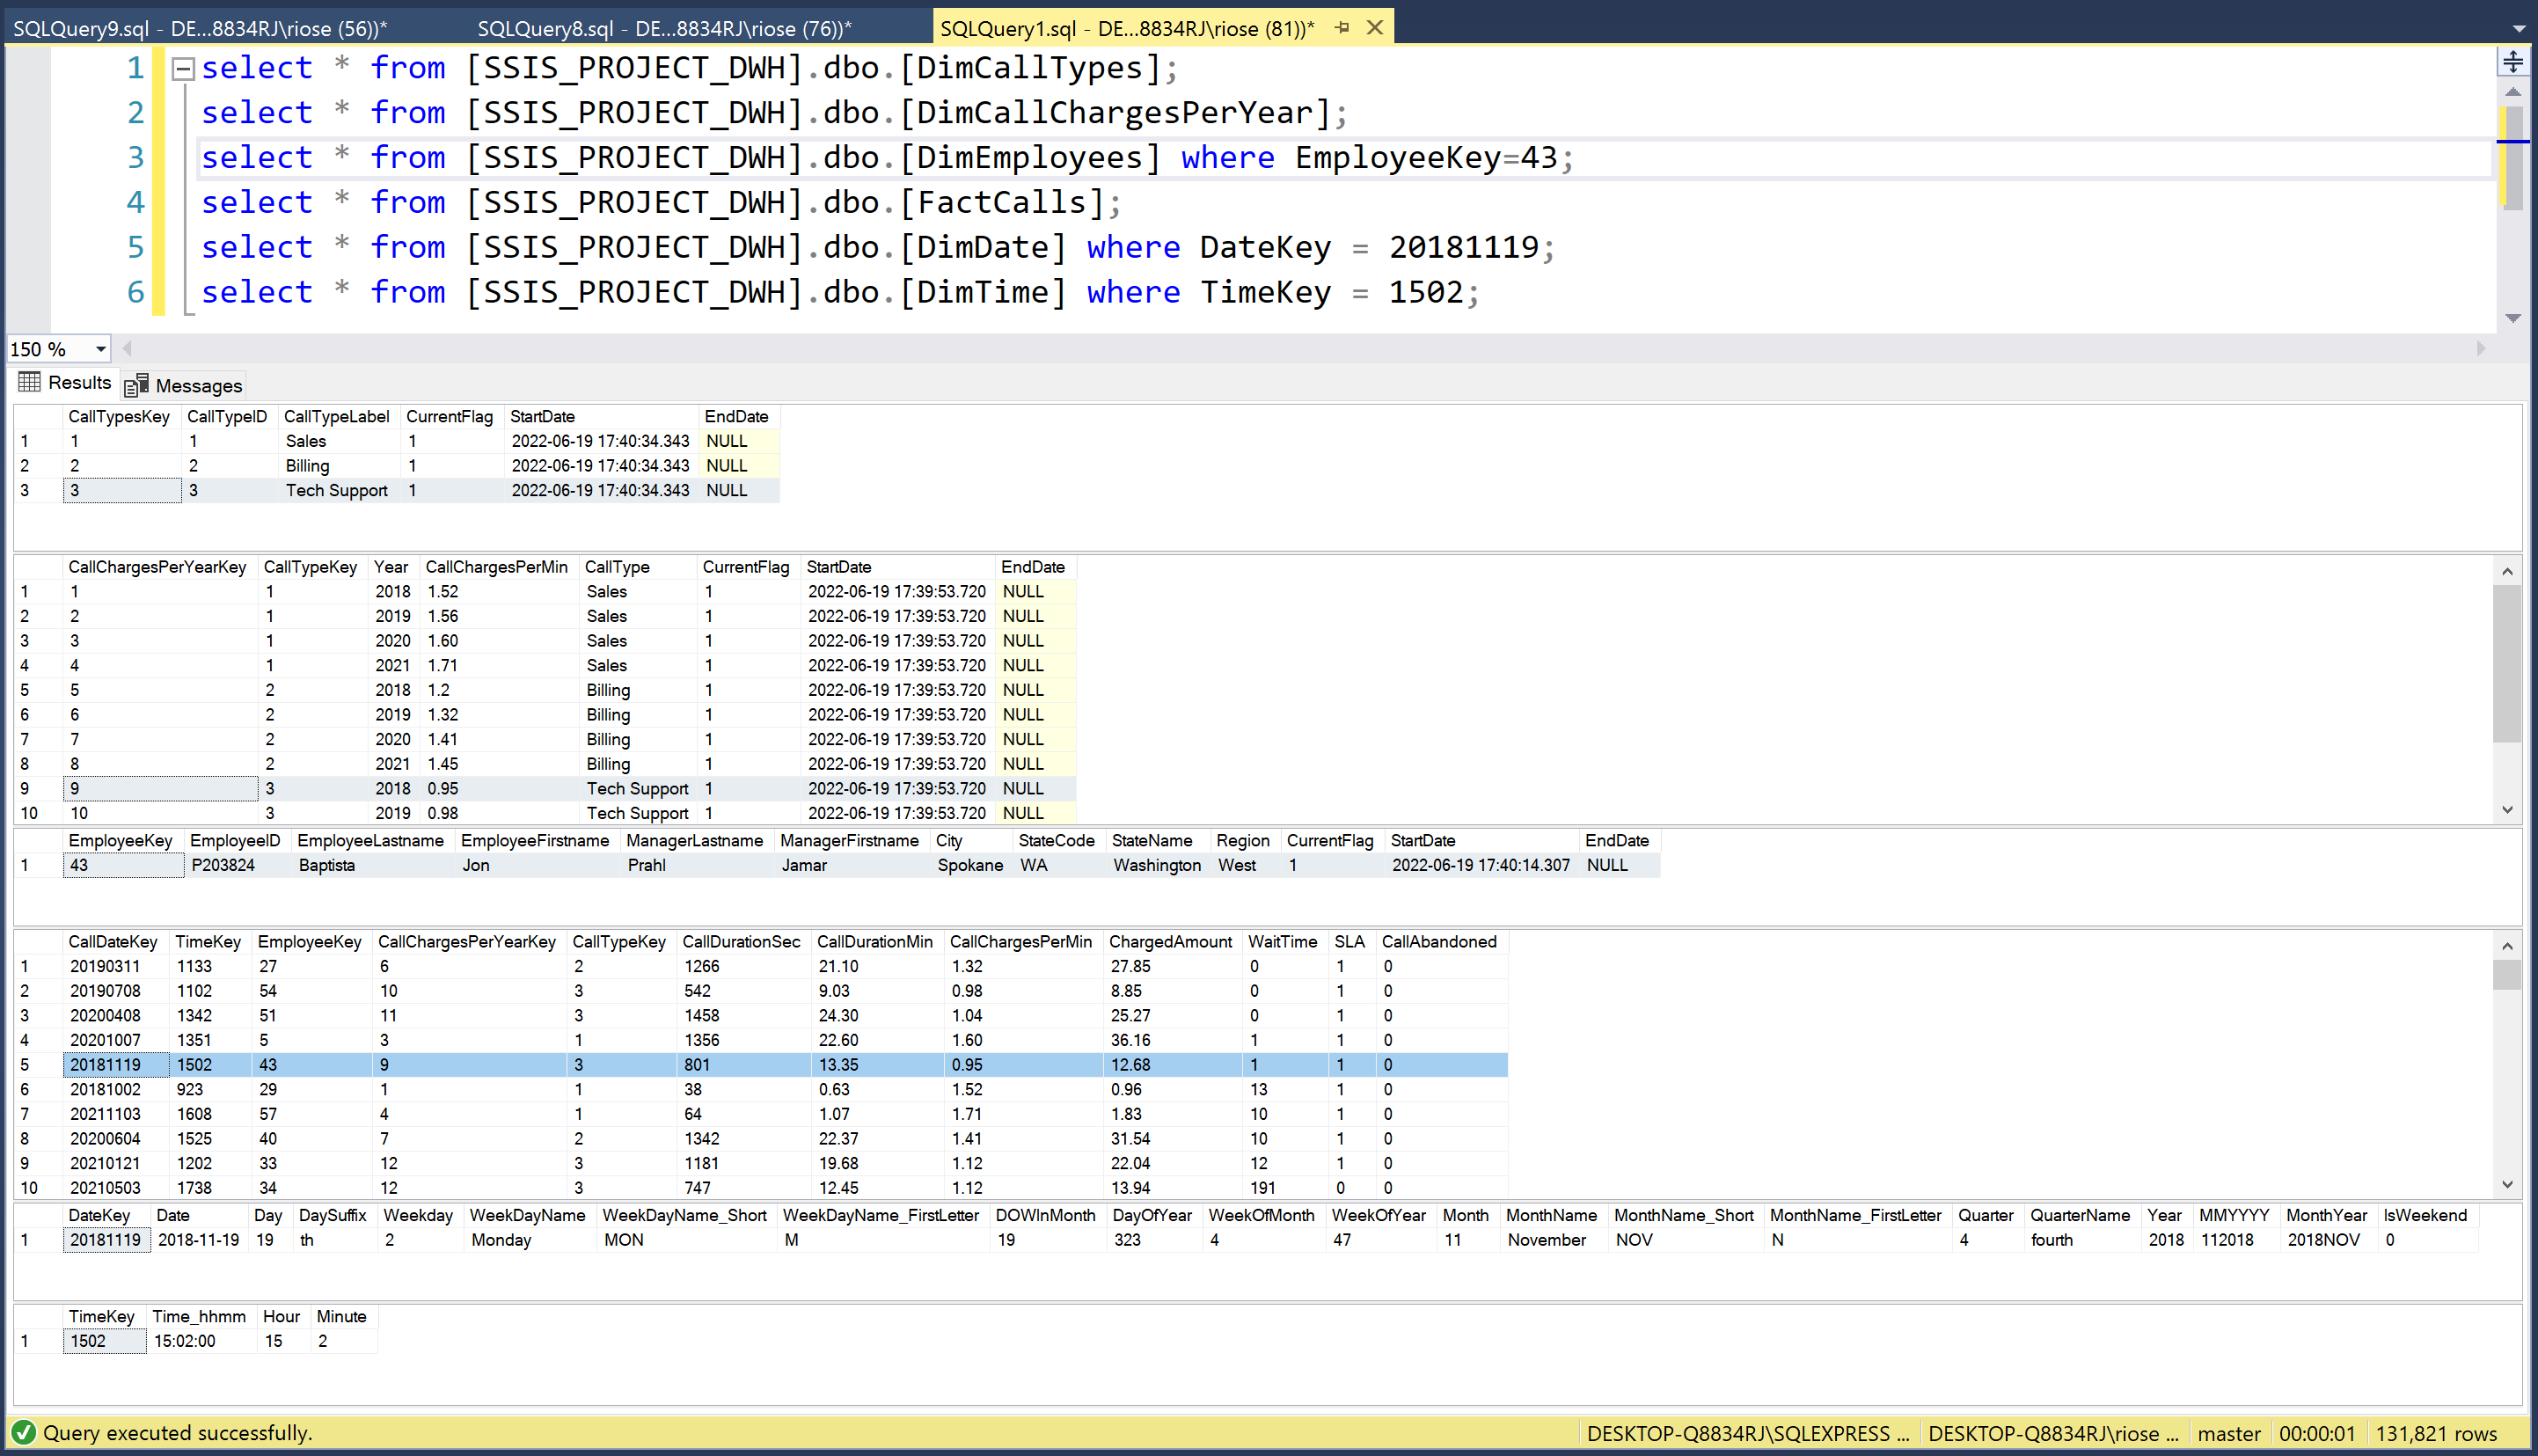 SQLQuery9.sql - DE...8834RJ\riose (56))* SQLQuery8.sql - DE...8834RJ\riose (76))* SQLQuery1.sql - DE...8834RJ\riose (81))*
1 select * from [SSIS_PROJECT_DWH].dbo.[DimCallTypes];
2 select * from [SSIS_PROJECT_DWH].dbo.[DimCallChargesPerYear];
3 select * from [SSIS_PROJECT_DWH].dbo.[DimEmployees] where EmployeeKey=43;
4 select * from [SSIS_PROJECT_DWH].dbo.[FactCalls];
5 select * from [SSIS_PROJECT_DWH].dbo.[DimDate] where DateKey = 20181119;
6 select * from [SSIS_PROJECT_DWH].dbo.[DimTime] where TimeKey = 1502;
150 %
Results Messages
CallTypesKey CallTypeID CallTypeLabel CurrentFlag StartDate EndDate
1 1 1 Sales 1 2022-06-19 17:40:34.343 NULL
2 2 2 Billing 1 2022-06-19 17:40:34.343 NULL
3 3 3 Tech Support 1 2022-06-19 17:40:34.343 NULL
CallChargesPerYearKey CallTypeKey Year CallChargesPerMin CallType CurrentFlag StartDate EndDate
1 1 1 2018 1.52 Sales 1 2022-06-19 17:39:53.720 NULL
2 2 1 2019 1.56 Sales 1 2022-06-19 17:39:53.720 NULL
3 3 1 2020 1.60 Sales 1 2022-06-19 17:39:53.720 NULL
4 4 1 2021 1.71 Sales 1 2022-06-19 17:39:53.720 NULL
5 5 2 2018 1.2 Billing 1 2022-06-19 17:39:53.720 NULL
6 6 2 2019 1.32 Billing 1 2022-06-19 17:39:53.720 NULL
7 7 2 2020 1.41 Billing 1 2022-06-19 17:39:53.720 NULL
8 8 2 2021 1.45 Billing 1 2022-06-19 17:39:53.720 NULL
9 9 3 2018 0.95 Tech Support 1 2022-06-19 17:39:53.720 NULL
10 10 3 2019 0.98 Tech Support 1 2022-06-19 17:39:53.720 NULL
EmployeeKey EmployeeID EmployeeLastname EmployeeFirstname ManagerLastname ManagerFirstname City StateCode StateName Region CurrentFlag StartDate EndDate
1 43 P203824 Baptista Jon Prahl Jamar Spokane WA Washington West 1 2022-06-19 17:40:14.307 NULL
CallDateKey TimeKey EmployeeKey CallChargesPerYearKey CallTypeKey CallDurationSec CallDurationMin CallChargesPerMin ChargedAmount WaitTime SLA CallAbandoned
1 20190311 1133 27 6 2 1266 21.10 1.32 27.85 0 1 0
2 20190708 1102 54 10 3 542 9.03 0.98 8.85 0 1 0
3 20200408 1342 51 11 3 1458 24.30 1.04 25.27 0 1 0
4 20201007 1351 5 3 1 1356 22.60 1.60 36.16 1 1 0
5 20181119 1502 43 9 3 801 13.35 0.95 12.68 1 1 0
6 20181002 923 29 1 1 38 0.63 1.52 0.96 13 1 0
7 20211103 1608 57 4 1 64 1.07 1.71 1.83 10 1 0
8 20200604 1525 40 7 2 1342 22.37 1.41 31.54 10 1 0
9 20210121 1202 33 12 3 1181 19.68 1.12 22.04 12 1 0
10 20210503 1738 34 12 3 747 12.45 1.12 13.94 191 0 0
DateKey Date Day DaySuffix Weekday WeekDayName WeekDayName_Short WeekDayName_FirstLetter DOWInMonth DayOfYear WeekOfMonth WeekOfYear Month MonthName MonthName_Short MonthName_FirstLetter Quarter QuarterName Year MMYYYY MonthYear IsWeekend
1 20181119 2018-11-19 19 th 2 Monday MON M 19 323 4 47 11 November NOV N 4 fourth 2018 112018 2018NOV 0
TimeKey Time_hhmm Hour Minute
1 1502 15:02:00 15 2
Query executed successfully. DESKTOP-Q8834RJ\SQLEXPRESS ... DESKTOP-Q8834RJ\riose ... master 00:00:01 131,821 rows